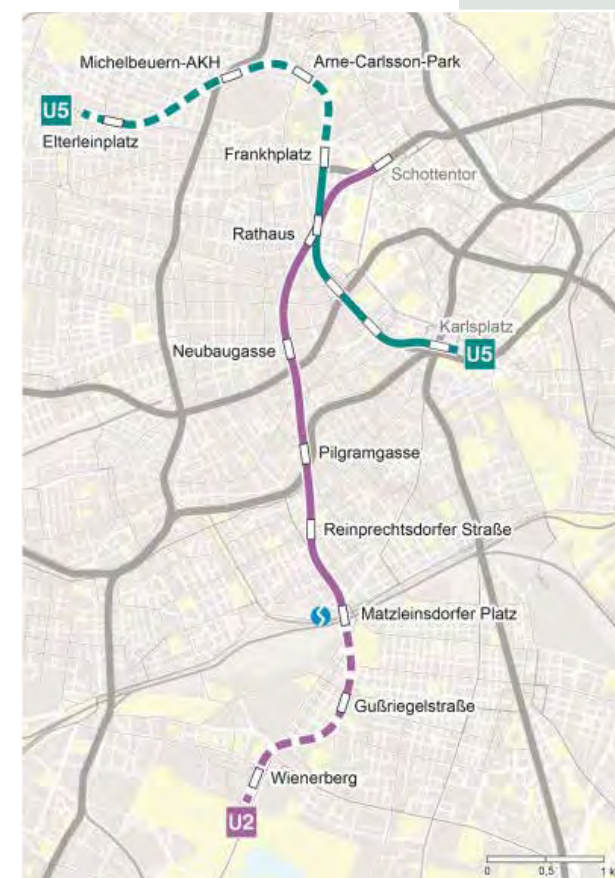 Michelbeuern-AKH
Arne-Carlsson-Park
U5
Elterleinplatz
Frankhplatz
Schottentor
Rathaus
Karlsplatz
U5
Neubaugasse
Pilgramgasse
Reinprechtsdorfer Straße
Matzleinsdorfer Platz
Gußriegelstraße
Wienerberg
U2
0 0,5 1